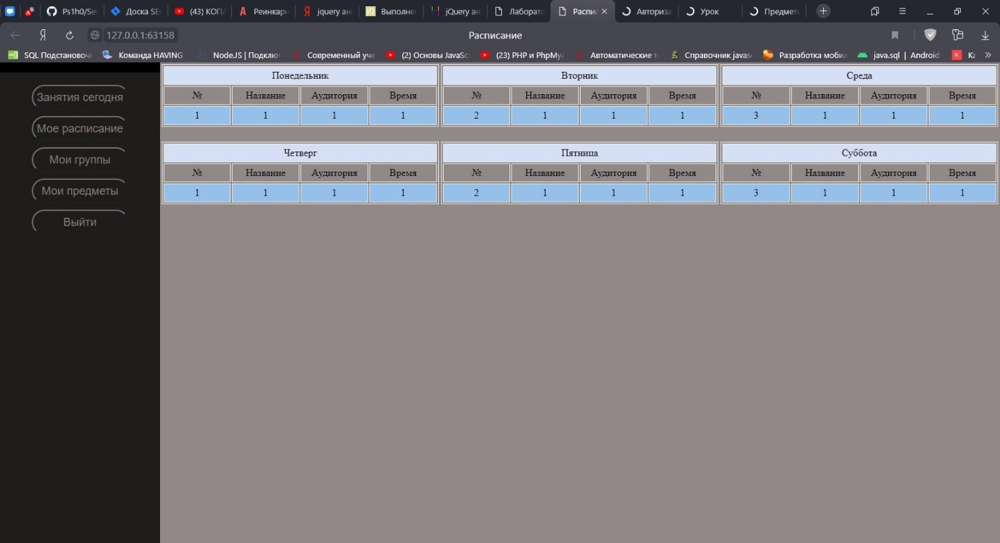 Ps1h0/Sec
Доска SE
(43) КОПИ
Реинкарн
jquery ан
Выполне
jQuery ан
Лаборато
Распис
Авториза
Урок
Предмет
127.0.0.1:63158
Расписание
SQL Подстановоч
Команда HAVING
NodeJS | Подклю
Современный уче
(2) Основы JavaSc
(23) PHP и PhpMy
Автоматические т
Справочник javasc
Разработка мобил
java.sql | Android
Занятия сегодня
Мое расписание
Мои группы
Мои предметы
Выйти
Понедельник
№ Название Аудитория Время
1 1 1 1
Вторник
№ Название Аудитория Время
2 1 1 1
Среда
№ Название Аудитория Время
3 1 1 1
Четверг
№ Название Аудитория Время
1 1 1 1
Пятница
№ Название Аудитория Время
2 1 1 1
Суббота
№ Название Аудитория Время
3 1 1 1